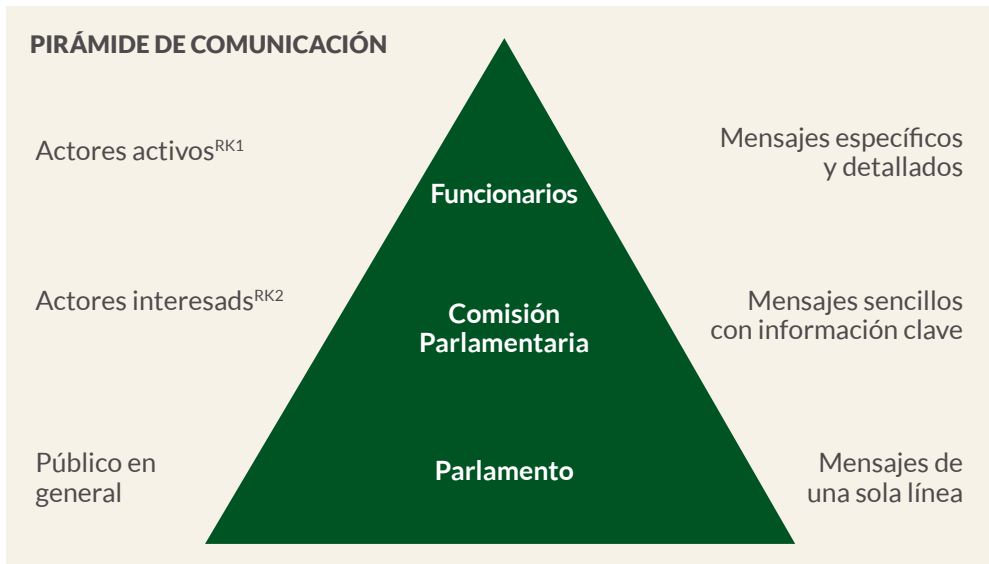 PIRÁMIDE DE COMUNICACIÓN
Actores activosRK1
Funcionarios
Mensajes específicos
y detallados
Actores interesadsRK2
Comisión
Parlamentaria
Mensajes sencillos
con información clave
Público en
general
Parlamento
Mensajes de
una sola línea